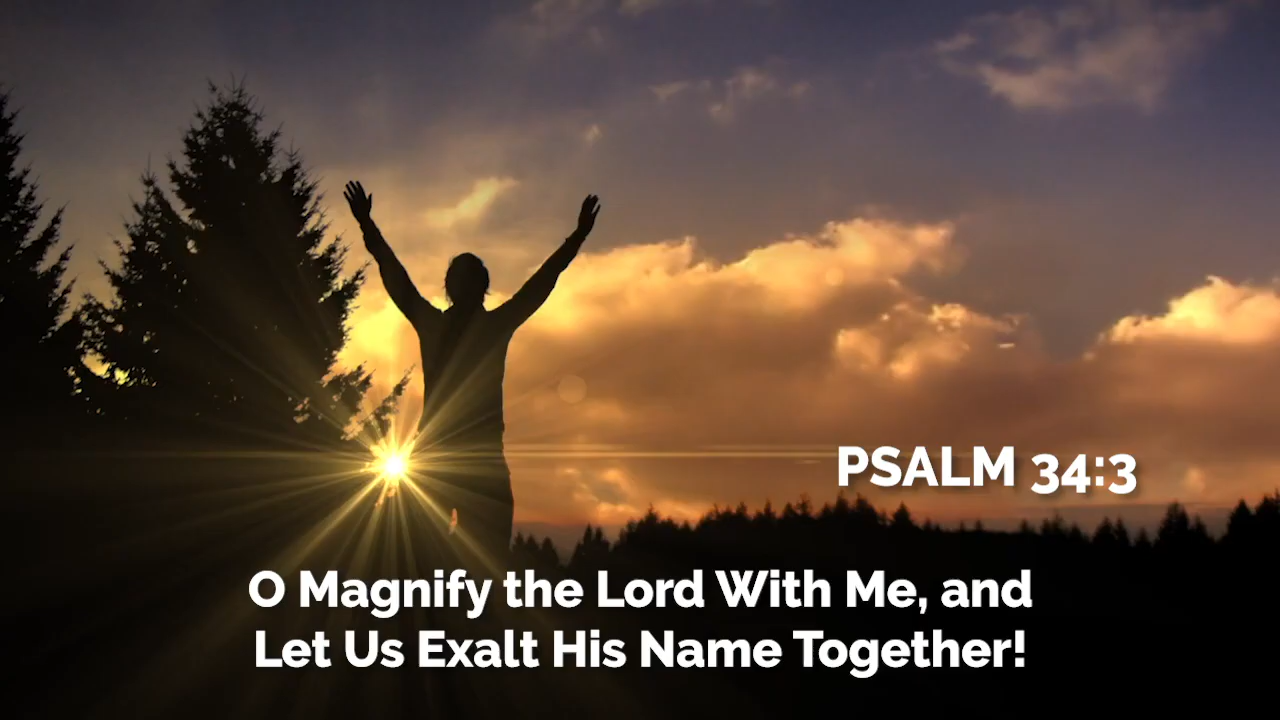 PSALM 34:3
O Magnify the Lord With Me, and
Let Us Exalt His Name Together!